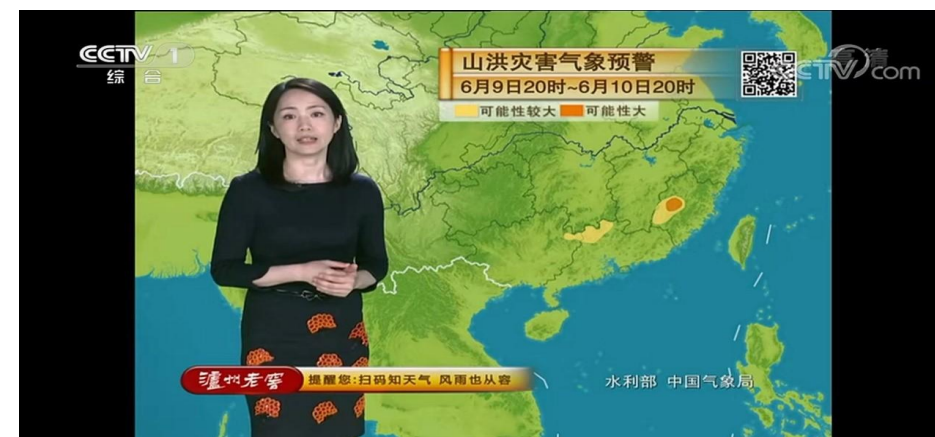 CCTV 1
综合
山洪灾害气象预警
6月9日20时~6月10日20时
可能性较大 可能性大
CCTV.com
泸州老窖
提醒您:扫码知天气 风雨也从容
水利部 中国气象局